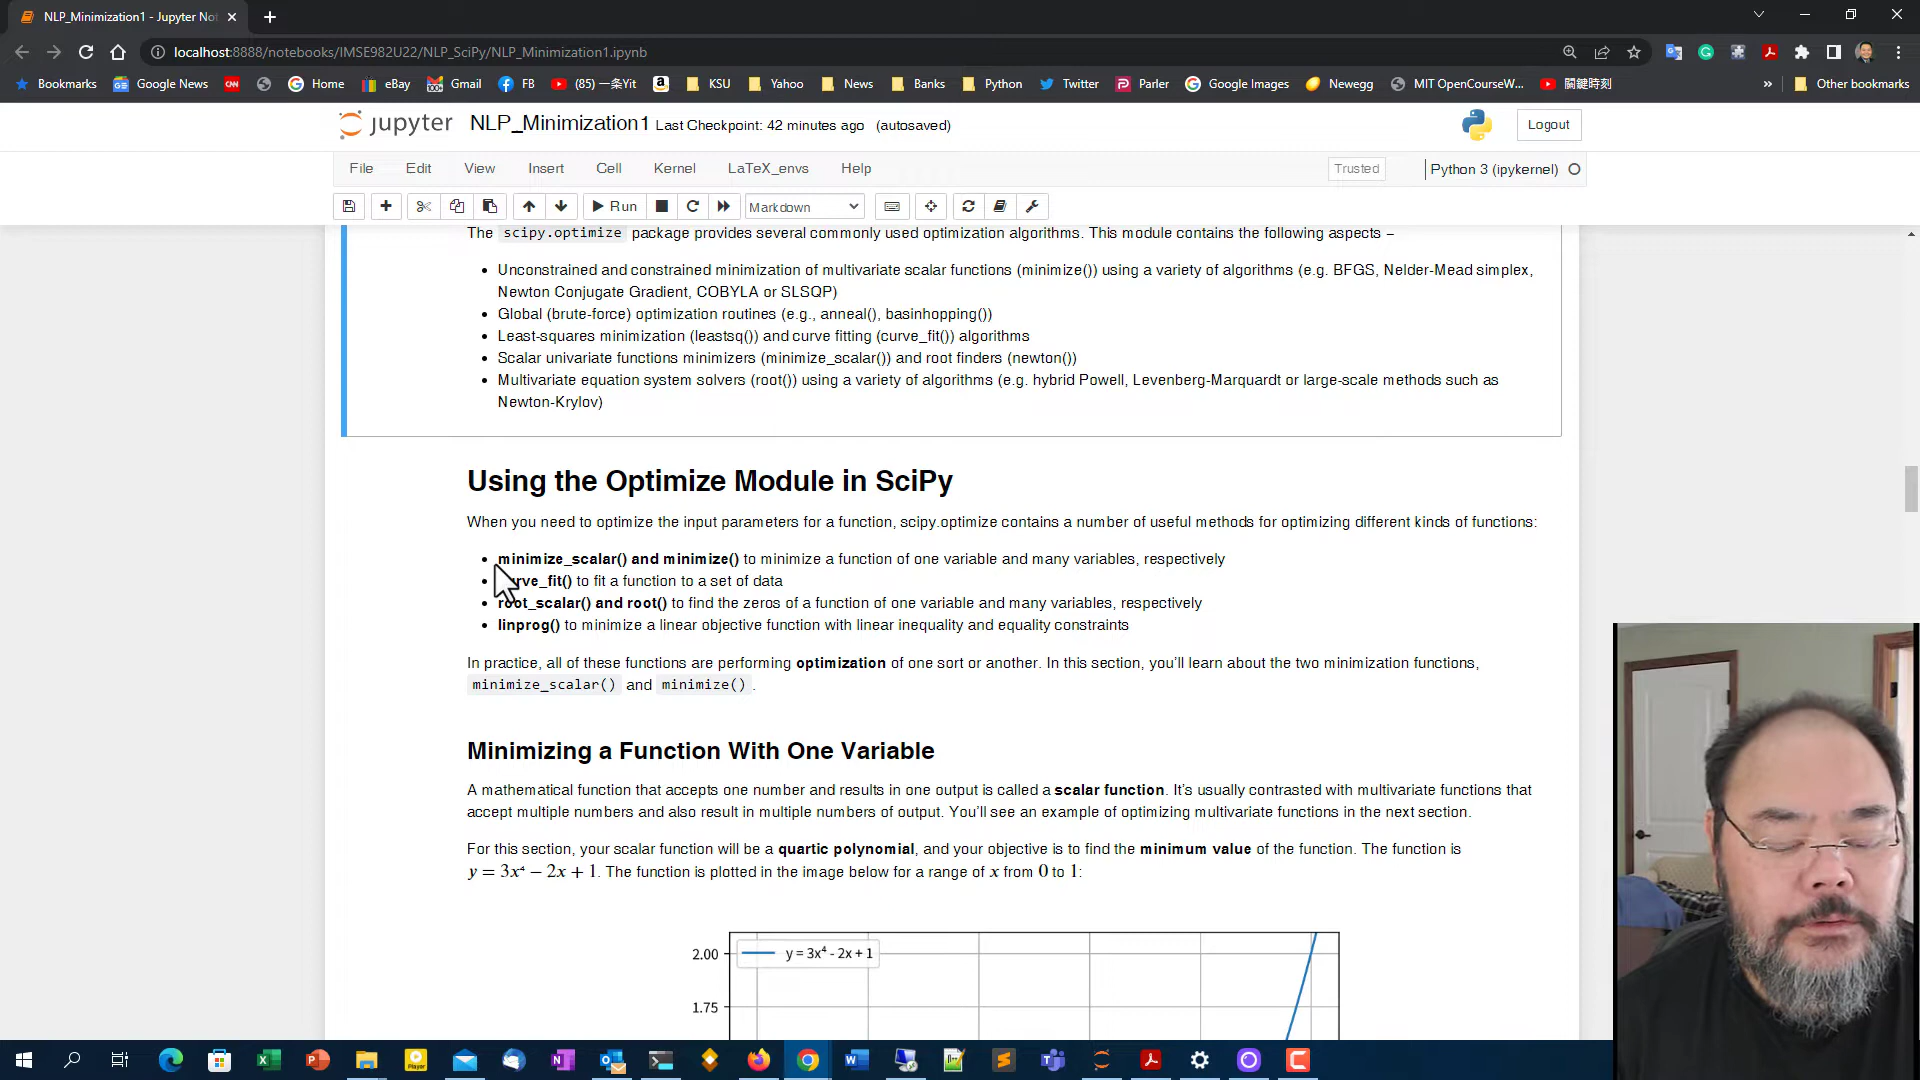 NLP_Minimization1 - Jupyter Not
localhost:8888/notebooks/IMSE982U22/NLP_SciPy/NLP_Minimization1.ipynb
Bookmarks Google News CNN Home eBay Gmail FB (85) 一条Yit KSU Yahoo News Banks Python Twitter Parler Google Images Newegg MIT OpenCourseW... 關鍵時刻 » Other bookmarks
jupyter NLP_Minimization1 Last Checkpoint: 42 minutes ago (autosaved) Logout
File Edit View Insert Cell Kernel LaTeX_envs Help Trusted Python 3 (ipykernel)
Run Markdown
The scipy.optimize package provides several commonly used optimization algorithms. This module contains the following aspects –
• Unconstrained and constrained minimization of multivariate scalar functions (minimize()) using a variety of algorithms (e.g. BFGS, Nelder-Mead simplex,
Newton Conjugate Gradient, COBYLA or SLSQP)
• Global (brute-force) optimization routines (e.g., anneal(), basinhopping())
• Least-squares minimization (leastsq()) and curve fitting (curve_fit()) algorithms
• Scalar univariate functions minimizers (minimize_scalar()) and root finders (newton())
• Multivariate equation system solvers (root()) using a variety of algorithms (e.g. hybrid Powell, Levenberg-Marquardt or large-scale methods such as
Newton-Krylov)
Using the Optimize Module in SciPy
When you need to optimize the input parameters for a function, scipy.optimize contains a number of useful methods for optimizing different kinds of functions:
• minimize_scalar() and minimize() to minimize a function of one variable and many variables, respectively
• curve_fit() to fit a function to a set of data
• root_scalar() and root() to find the zeros of a function of one variable and many variables, respectively
• linprog() to minimize a linear objective function with linear inequality and equality constraints
In practice, all of these functions are performing optimization of one sort or another. In this section, you'll learn about the two minimization functions,
minimize_scalar() and minimize() .
Minimizing a Function With One Variable
A mathematical function that accepts one number and results in one output is called a scalar function. It's usually contrasted with multivariate functions that
accept multiple numbers and also result in multiple numbers of output. You'll see an example of optimizing multivariate functions in the next section.
For this section, your scalar function will be a quartic polynomial, and your objective is to find the minimum value of the function. The function is
y = 3x⁴ − 2x + 1. The function is plotted in the image below for a range of x from 0 to 1:
2.00
y = 3x⁴ - 2x + 1
1.75
Player